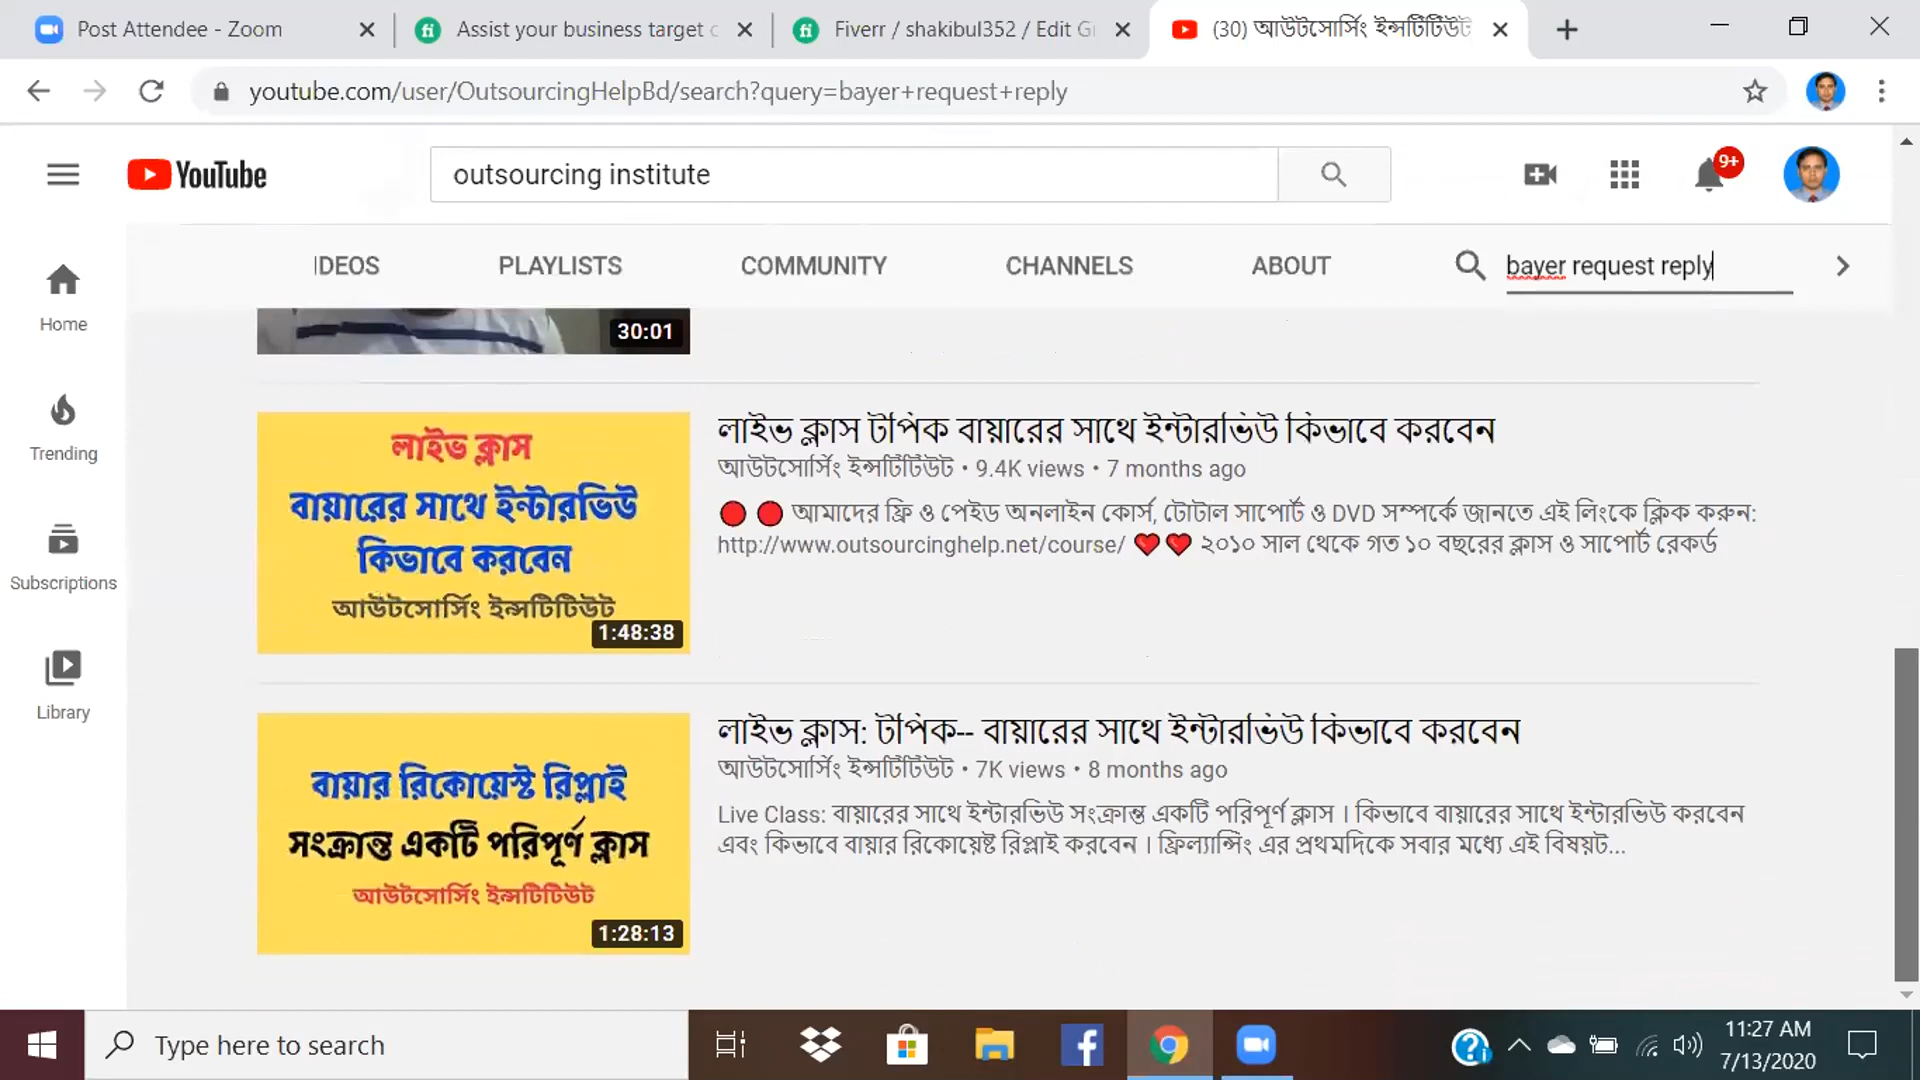 Post Attendee - Zoom
Assist your business target c
Fiverr / shakibul352 / Edit Gi
(30) আউটসোর্সিং ইন্সটিটিউট
youtube.com/user/OutsourcingHelpBd/search?query=bayer+request+reply
YouTube
outsourcing institute
9+
IDEOS
PLAYLISTS
COMMUNITY
CHANNELS
ABOUT
bayer request reply
Home
Trending
Subscriptions
Library
30:01
লাইভ ক্লাস
বায়ারের সাথে ইন্টারভিউ
কিভাবে করবেন
আউটসোর্সিং ইন্সটিটিউট
1:48:38
লাইভ ক্লাস টপিক বায়ারের সাথে ইন্টারভিউ কিভাবে করবেন
আউটসোর্সিং ইন্সটিটিউট • 9.4K views • 7 months ago
আমাদের ফ্রি ও পেইড অনলাইন কোর্স, টোটাল সাপোর্ট ও DVD সম্পর্কে জানতে এই লিংকে ক্লিক করুন:
http://www.outsourcinghelp.net/course/ ❤❤ ২০১০ সাল থেকে গত ১০ বছরের ক্লাস ও সাপোর্ট রেকর্ড
বায়ার রিকোয়েস্ট রিপ্লাই
সংক্রান্ত একটি পরিপূর্ণ ক্লাস
আউটসোর্সিং ইন্সটিটিউট
1:28:13
লাইভ ক্লাস: টপিক-- বায়ারের সাথে ইন্টারভিউ কিভাবে করবেন
আউটসোর্সিং ইন্সটিটিউট • 7K views • 8 months ago
Live Class: বায়ারের সাথে ইন্টারভিউ সংক্রান্ত একটি পরিপূর্ণ ক্লাস । কিভাবে বায়ারের সাথে ইন্টারভিউ করবেন
এবং কিভাবে বায়ার রিকোয়েষ্ট রিপ্লাই করবেন । ফ্রিল্যান্সিং এর প্রথমদিকে সবার মধ্যে এই বিষয়ট...
Type here to search
11:27 AM
7/13/2020